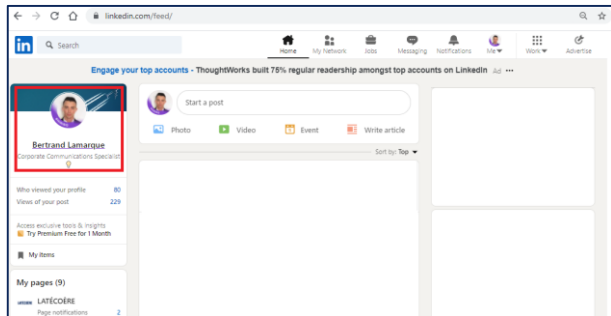 linkedin.com/feed/
in
Search
Home
My Network
Jobs
Messaging
Notifications
Me
Work
Advertise
Engage your top accounts - ThoughtWorks built 75% regular readership amongst top accounts on LinkedIn Ad •••
Start a post
Photo
Video
Event
Write article
Sort by: Top
Bertrand Lamarque
Corporate Communications Specialist
Who viewed your profile 80
Views of your post 229
Access exclusive tools & insights
Try Premium Free for 1 Month
My items
My pages (9)
LATÉCOÈRE
Page notifications 2